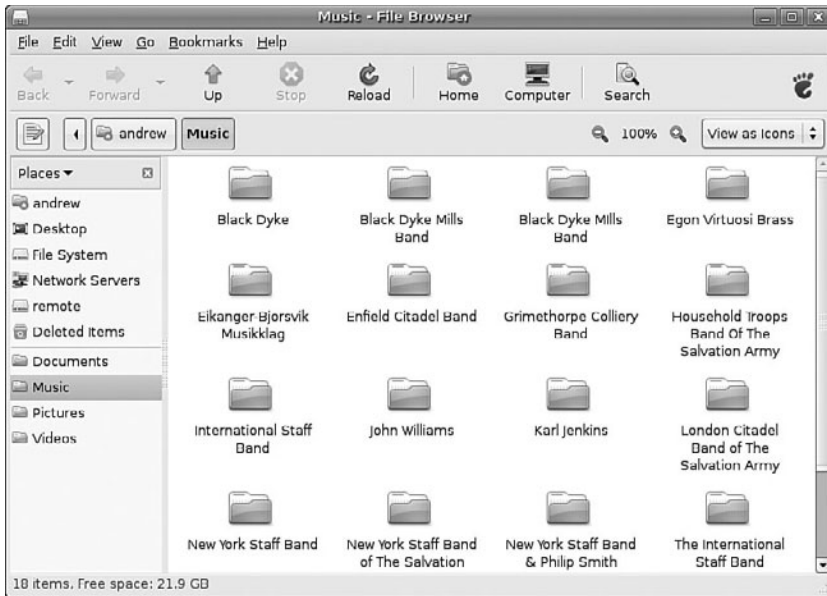 Music - File Browser
File Edit View Go Bookmarks Help
Back Forward Up Stop Reload Home Computer Search
andrew Music 100% View as Icons
Places
andrew
Desktop
File System
Network Servers
remote
Deleted Items
Documents
Music
Pictures
Videos
Black Dyke
Black Dyke Mills
Band
Black Dyke Mills
Band
Egon Virtuosi Brass
Eikanger-Bjorsvik
Musikklag
Enfield Citadel Band
Grimethorpe Colliery
Band
Household Troops
Band Of The
Salvation Army
International Staff
Band
John Williams
Karl Jenkins
London Citadel
Band of The
Salvation Army
New York Staff Band
New York Staff Band
of The Salvation
New York Staff Band
& Philip Smith
The International
Staff Band
18 items, Free space: 21.9 GB